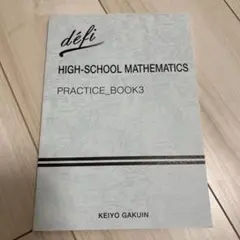 défi
HIGH-SCHOOL MATHEMATICS
PRACTICE_BOOK3
KEIYO GAKUIN